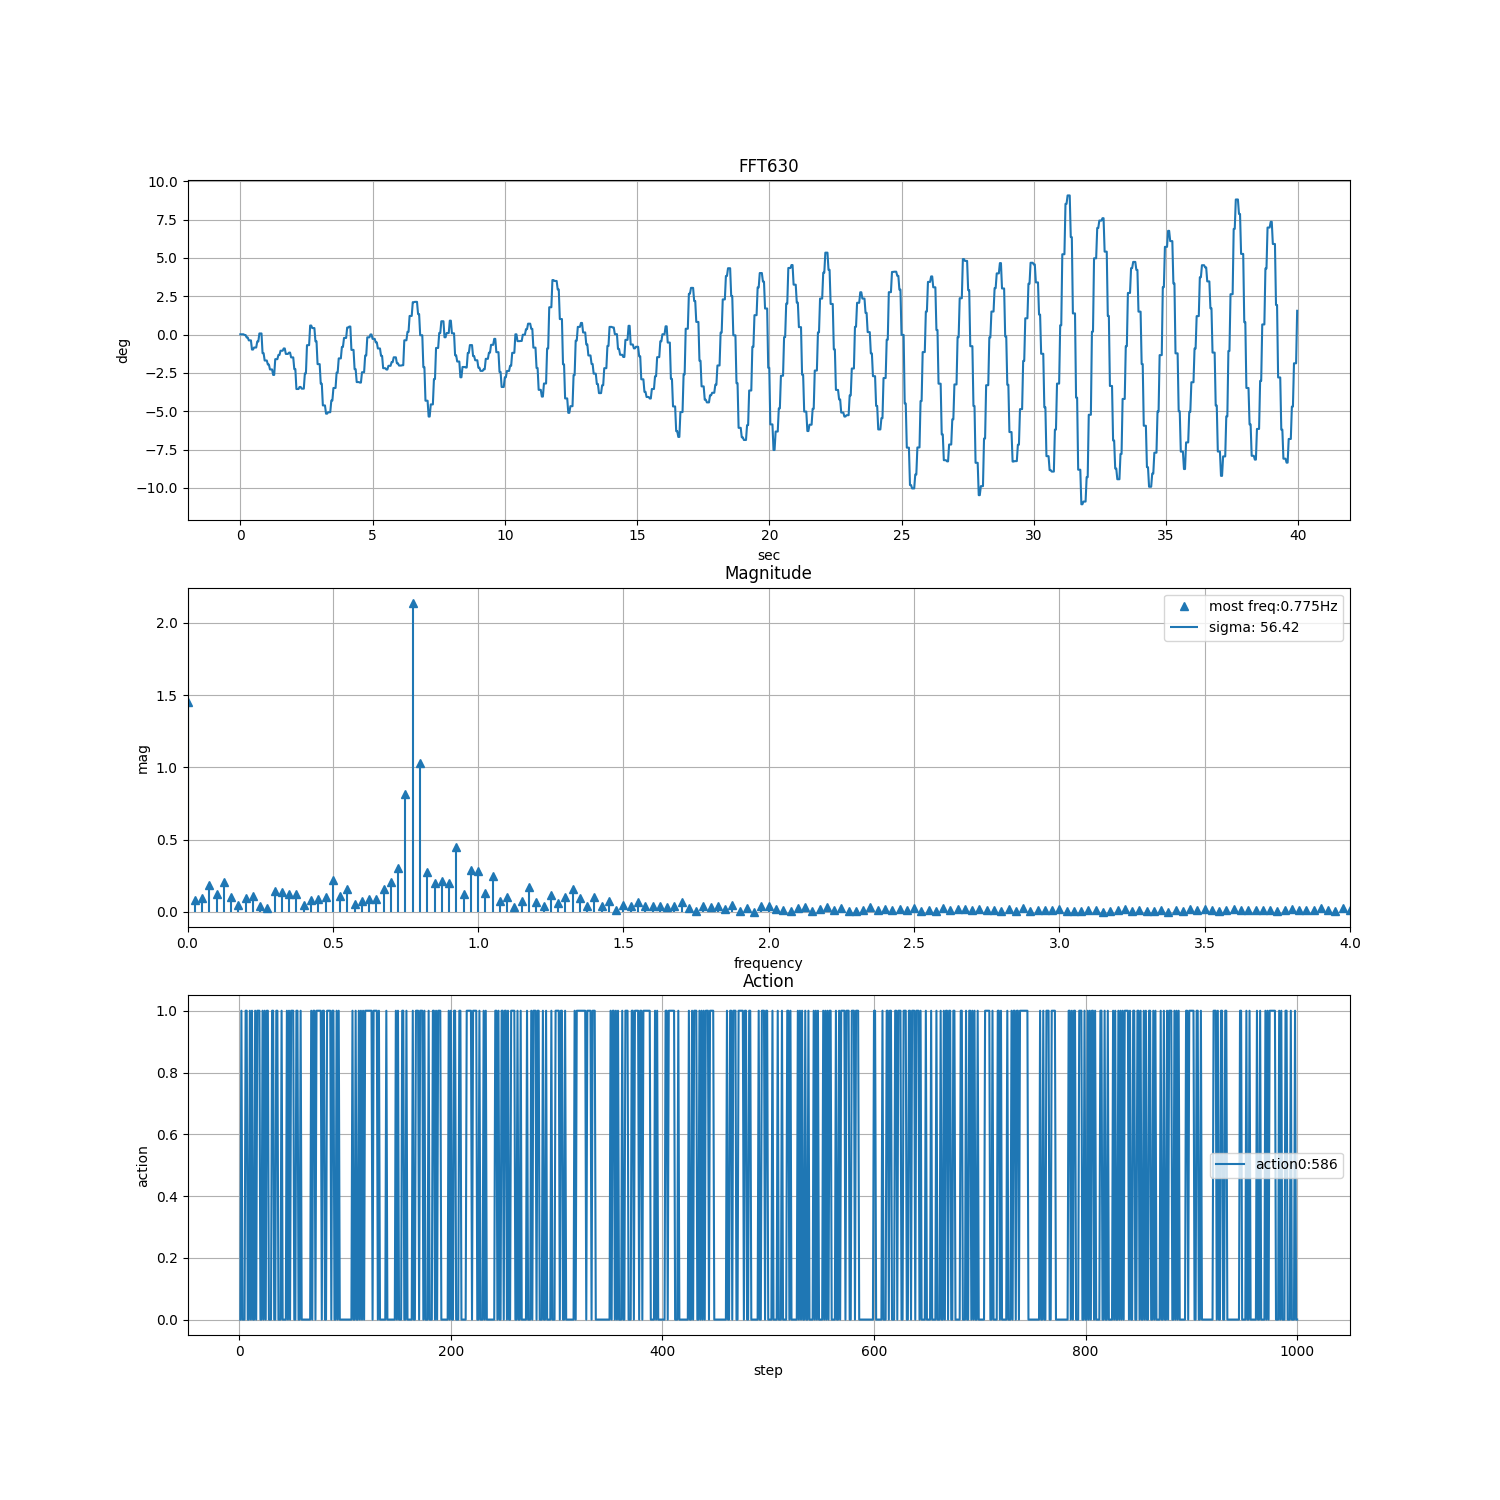 FFT630
10.0
7.5
5.0
2.5
0.0
−2.5
−5.0
−7.5
−10.0
deg
0 5 10 15 20 25 30 35 40
sec
Magnitude
most freq:0.775Hz
sigma: 56.42
2.0
1.5
1.0
0.5
0.0
mag
0.0 0.5 1.0 1.5 2.0 2.5 3.0 3.5 4.0
frequency
Action
1.0
0.8
0.6
0.4
0.2
0.0
action
action0:586
0 200 400 600 800 1000
step